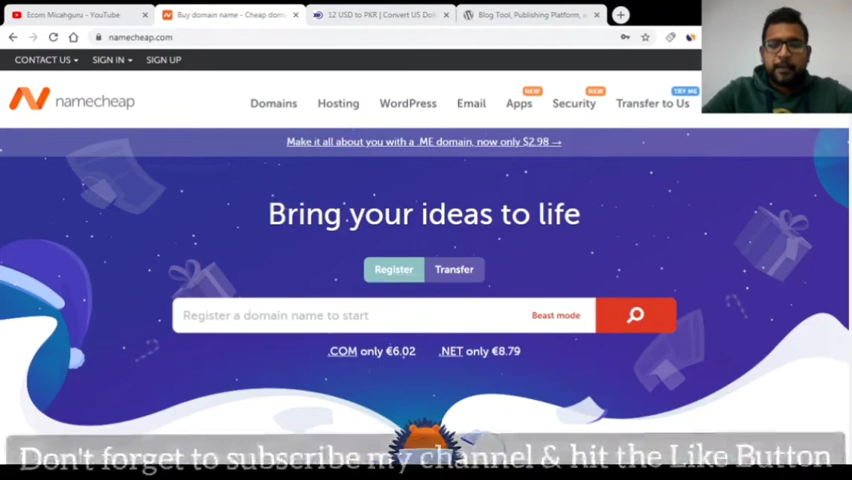 Ecom Micahguru - YouTube
Buy domain name - Cheap dom
12 USD to PKR | Convert US Doll
Blog Tool, Publishing Platform, a
namecheap.com
CONTACT US SIGN IN SIGN UP
NEW NEW TRY ME
namecheap Domains Hosting WordPress Email Apps Security Transfer to Us
Make it all about you with a .ME domain, now only $2.98 →
Bring your ideas to life
Register Transfer
Register a domain name to start Beast mode
.COM only €6.02 .NET only €8.79
Don't forget to subscribe my channel & hit the Like Button